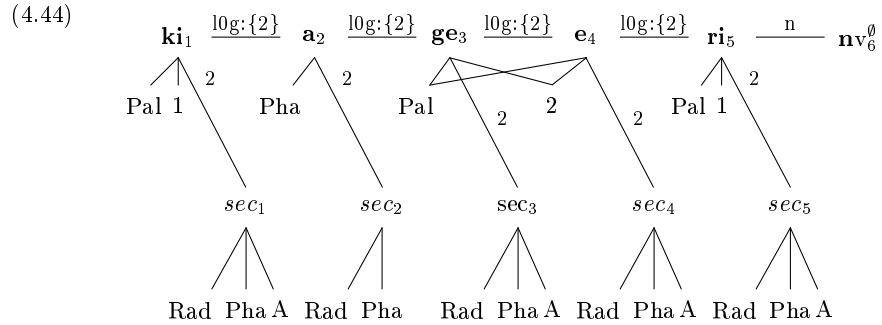 (4.44)
ki₁ l0g:{2} a₂ l0g:{2} ge₃ l0g:{2} e₄ l0g:{2} ri₅ n nv₆^∅
2 2 2
Pal 1 Pha Pal 2 Pal 1
2 2
sec₁ sec₂ sec₃ sec₄ sec₅
Rad Pha A Rad Pha Rad Pha A Rad Pha A Rad Pha A